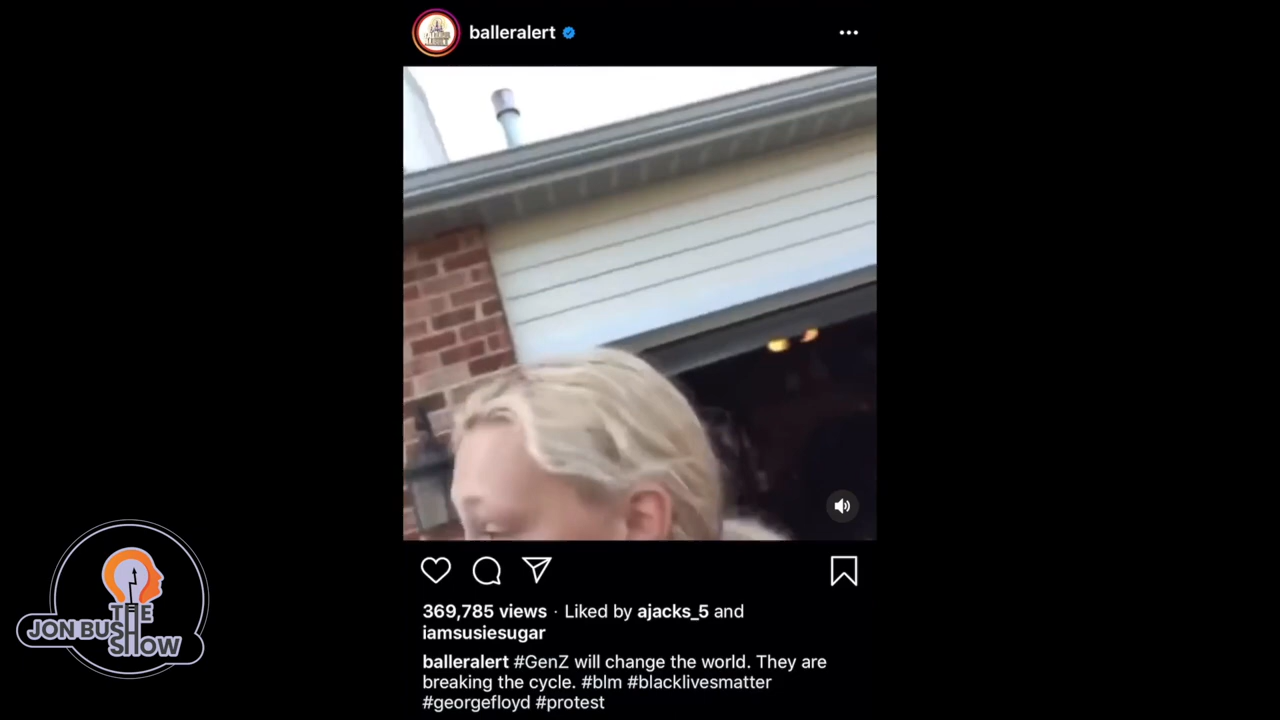 balleralert
369,785 views · Liked by ajacks_5 and
iamsusiesugar
balleralert #GenZ will change the world. They are
breaking the cycle. #blm #blacklivesmatter
#georgefloyd #protest
THE
JON BUSH
SHOW